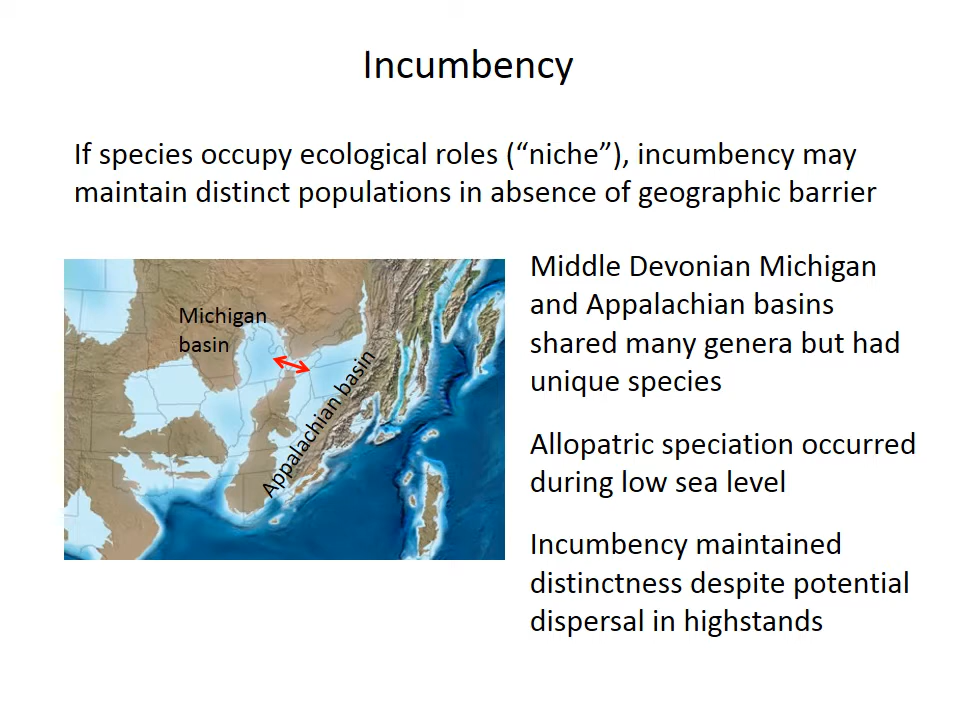 Incumbency
If species occupy ecological roles (“niche”), incumbency may
maintain distinct populations in absence of geographic barrier
Michigan
basin
Appalachian basin
Middle Devonian Michigan
and Appalachian basins
shared many genera but had
unique species
Allopatric speciation occurred
during low sea level
Incumbency maintained
distinctness despite potential
dispersal in highstands